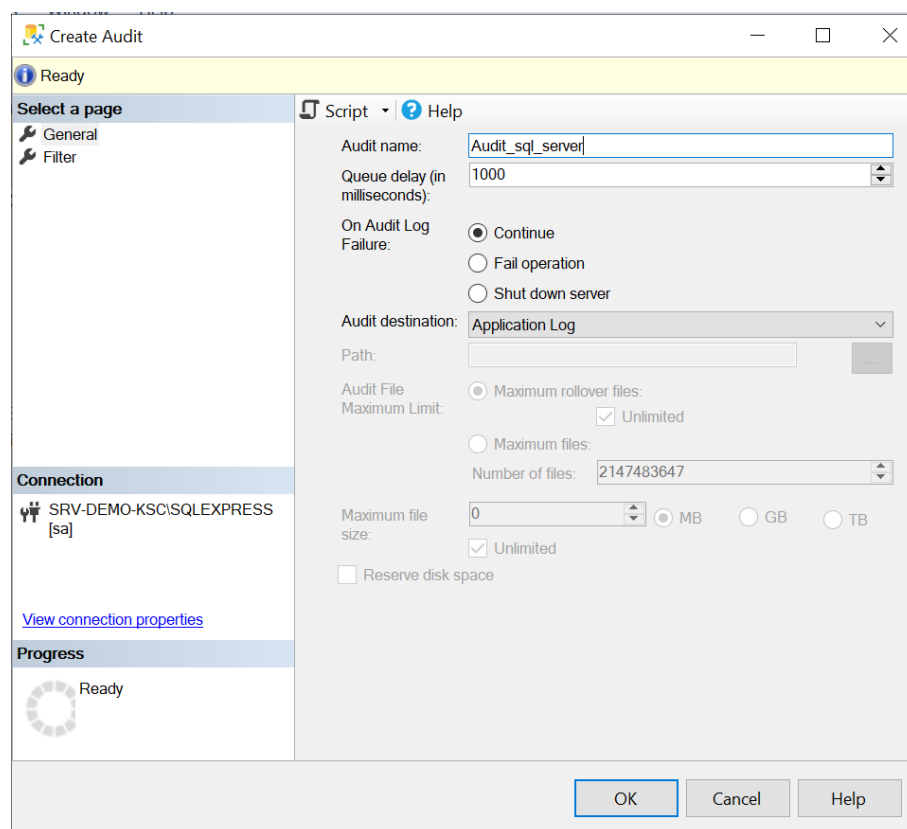 Create Audit
Ready
Select a page
General
Filter
Script
Help
Audit name:
Audit_sql_server
Queue delay (in
milliseconds):
1000
On Audit Log
Failure:
Continue
Fail operation
Shut down server
Audit destination:
Application Log
Path:
...
Audit File
Maximum Limit:
Maximum rollover files:
Unlimited
Maximum files:
Number of files:
2147483647
Maximum file
size:
0
MB
GB
TB
Unlimited
Reserve disk space
Connection
SRV-DEMO-KSC\SQLEXPRESS
[sa]
View connection properties
Progress
Ready
OK
Cancel
Help